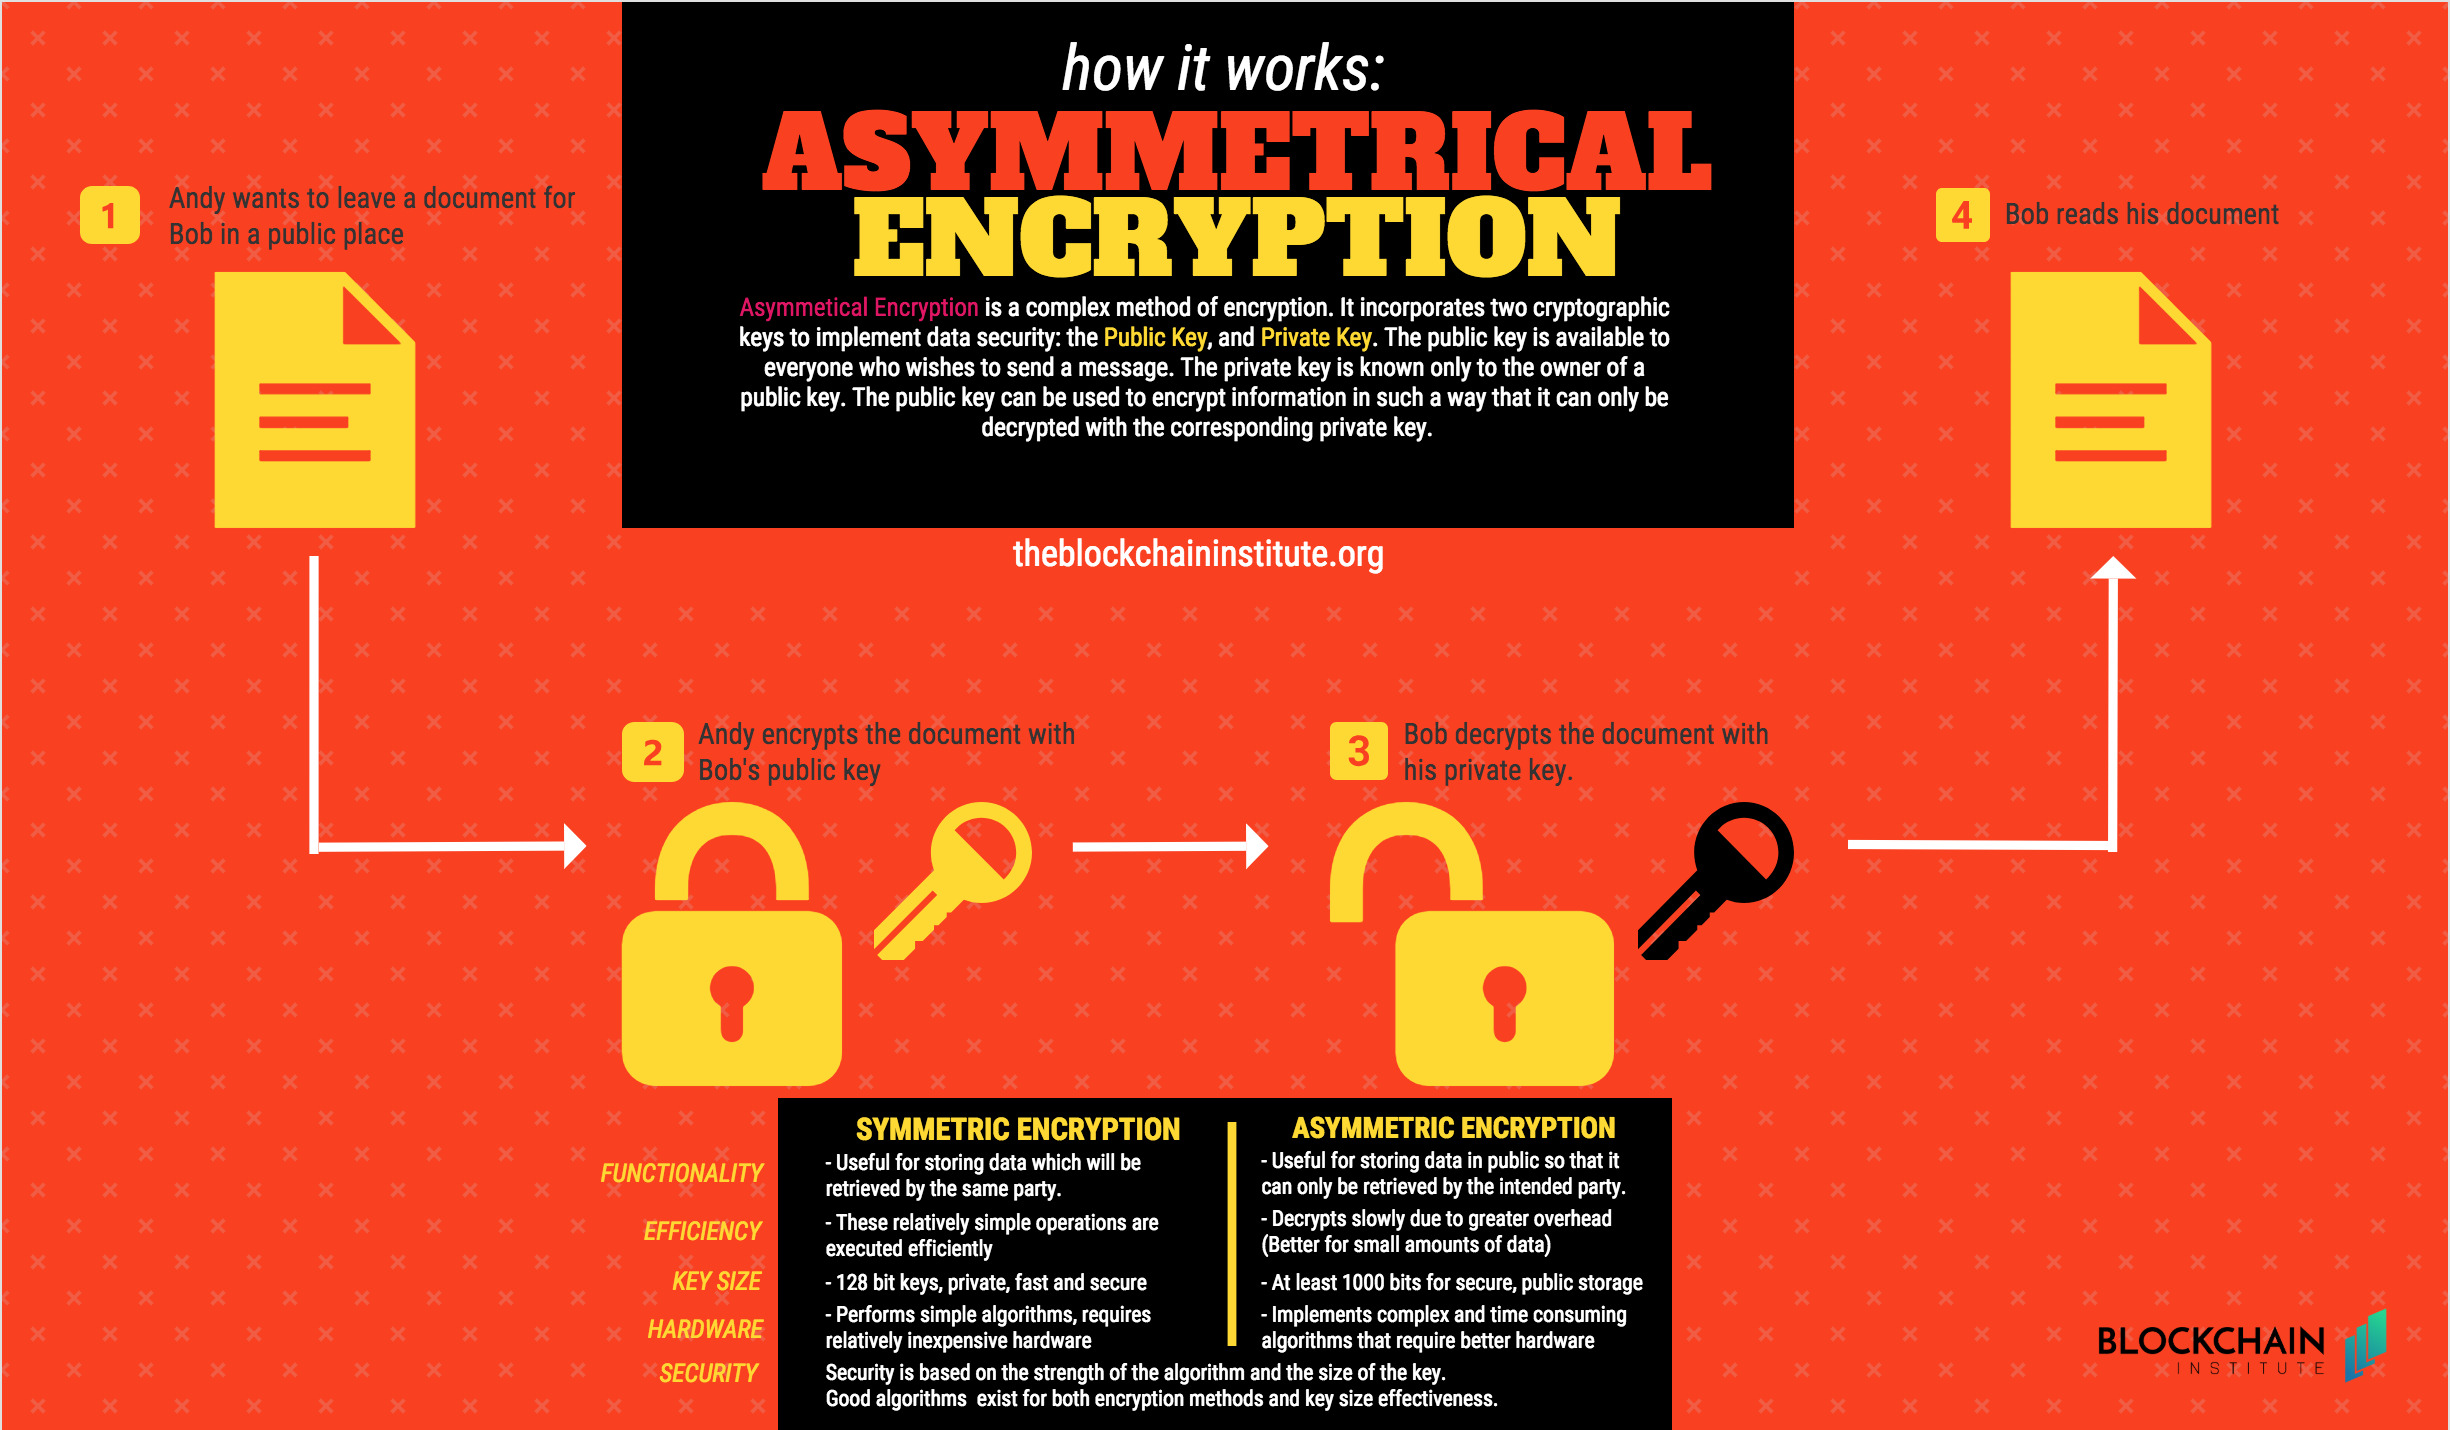 how it works:
ASYMMETRICAL
ENCRYPTION
Asymmetical Encryption is a complex method of encryption. It incorporates two cryptographic
keys to implement data security: the Public Key, and Private Key. The public key is available to
everyone who wishes to send a message. The private key is known only to the owner of a
public key. The public key can be used to encrypt information in such a way that it can only be
decrypted with the corresponding private key.
theblockchaininstitute.org
1
Andy wants to leave a document for
Bob in a public place
2
Andy encrypts the document with
Bob's public key
3
Bob decrypts the document with
his private key.
4
Bob reads his document
SYMMETRIC ENCRYPTION
ASYMMETRIC ENCRYPTION
FUNCTIONALITY
- Useful for storing data which will be
retrieved by the same party.
- Useful for storing data in public so that it
can only be retrieved by the intended party.
EFFICIENCY
- These relatively simple operations are
executed efficiently
- Decrypts slowly due to greater overhead
(Better for small amounts of data)
KEY SIZE
- 128 bit keys, private, fast and secure
- At least 1000 bits for secure, public storage
HARDWARE
- Performs simple algorithms, requires
relatively inexpensive hardware
- Implements complex and time consuming
algorithms that require better hardware
SECURITY
Security is based on the strength of the algorithm and the size of the key.
Good algorithms  exist for both encryption methods and key size effectiveness.
BLOCKCHAIN
INSTITUTE